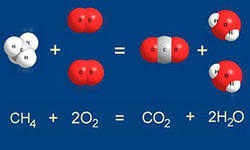 + = +
CH₄ + 2O₂ = CO₂ + 2H₂O